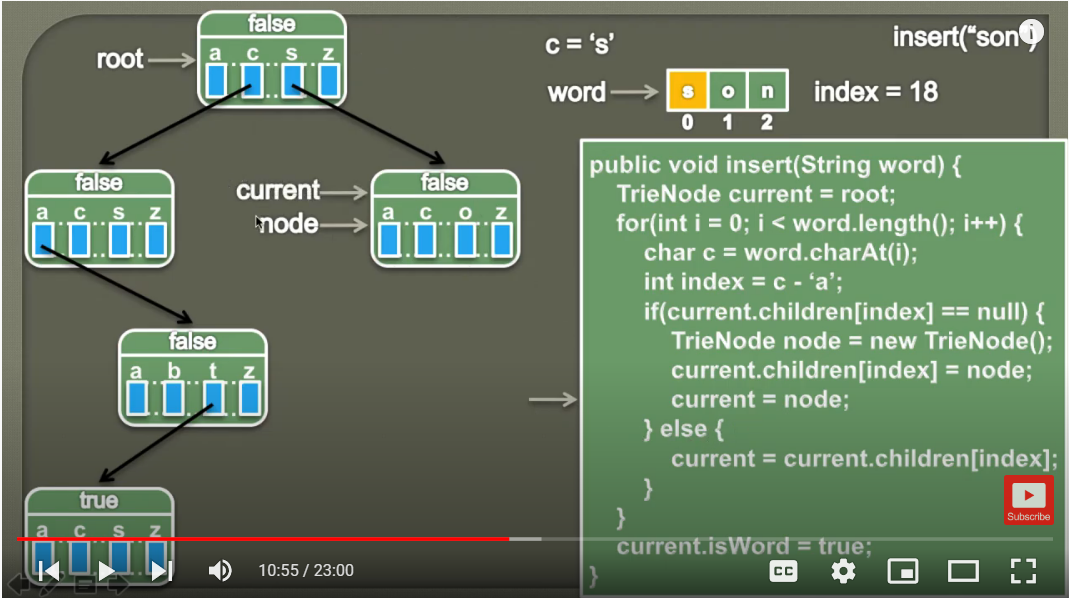 false
a c s z
root
c = ‘s’
insert("son
word
s o n
0 1 2
index = 18
false
a c s z
current
node
false
a c o z
false
a b t z
true
a c s z
public void insert(String word) {
TrieNode current = root;
for(int i = 0; i < word.length(); i++) {
char c = word.charAt(i);
int index = c - ‘a’;
if(current.children[index] == null) {
TrieNode node = new TrieNode();
current.children[index] = node;
current = node;
} else {
current = current.children[index];
}
}
current.isWord = true;
}
Subscribe
10:55 / 23:00
CC